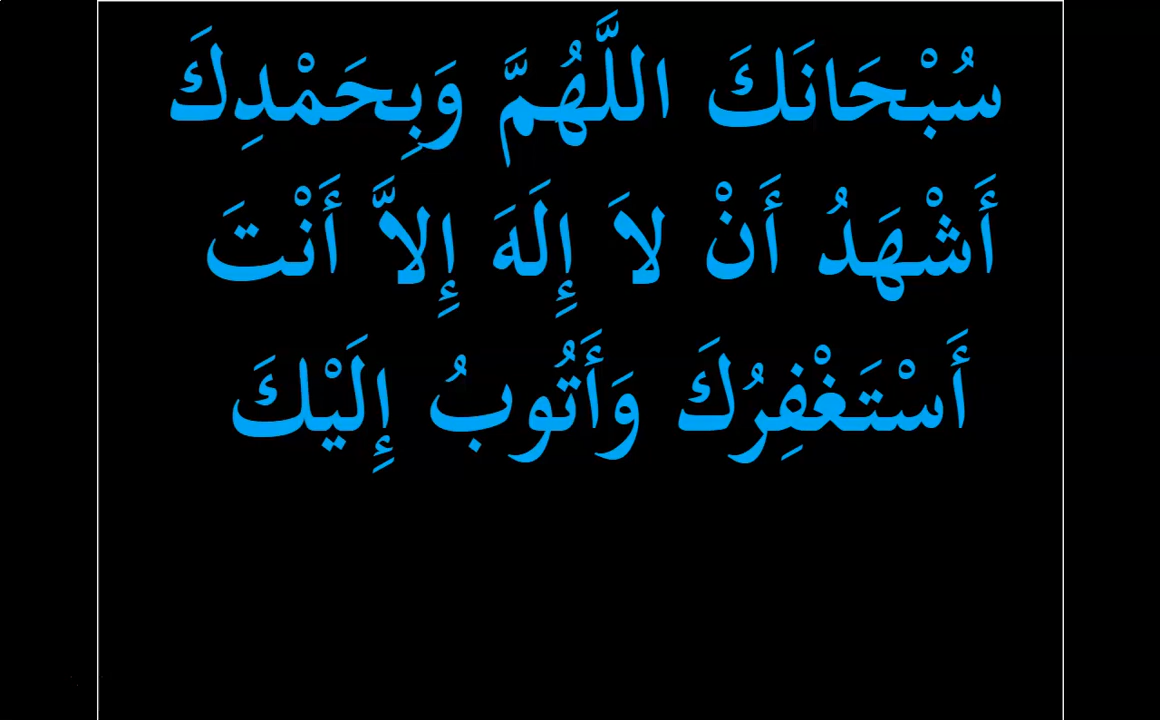 سُبْحَانَكَ اللَّهُمَّ وَبِحَمْدِكَ
أَشْهَدُ أَنْ لاَ إِلَهَ إِلاَّ أَنْتَ
أَسْتَغْفِرُكَ وَأَتُوبُ إِلَيْكَ